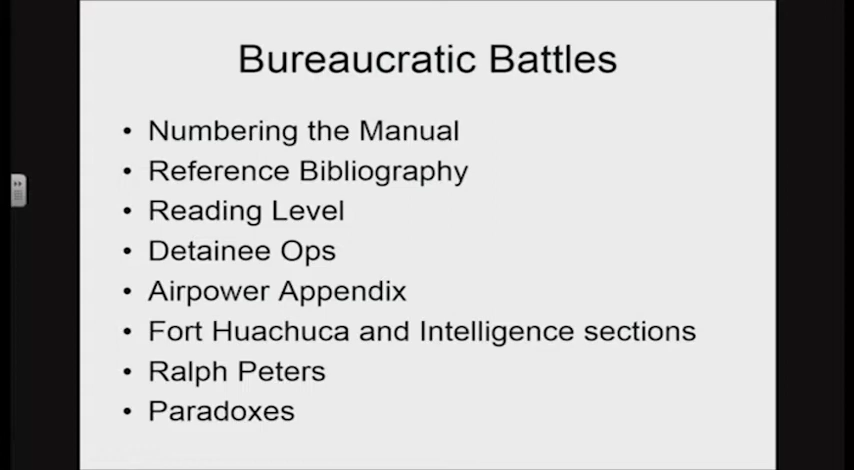 Bureaucratic Battles
• Numbering the Manual
• Reference Bibliography
• Reading Level
• Detainee Ops
• Airpower Appendix
• Fort Huachuca and Intelligence sections
• Ralph Peters
• Paradoxes